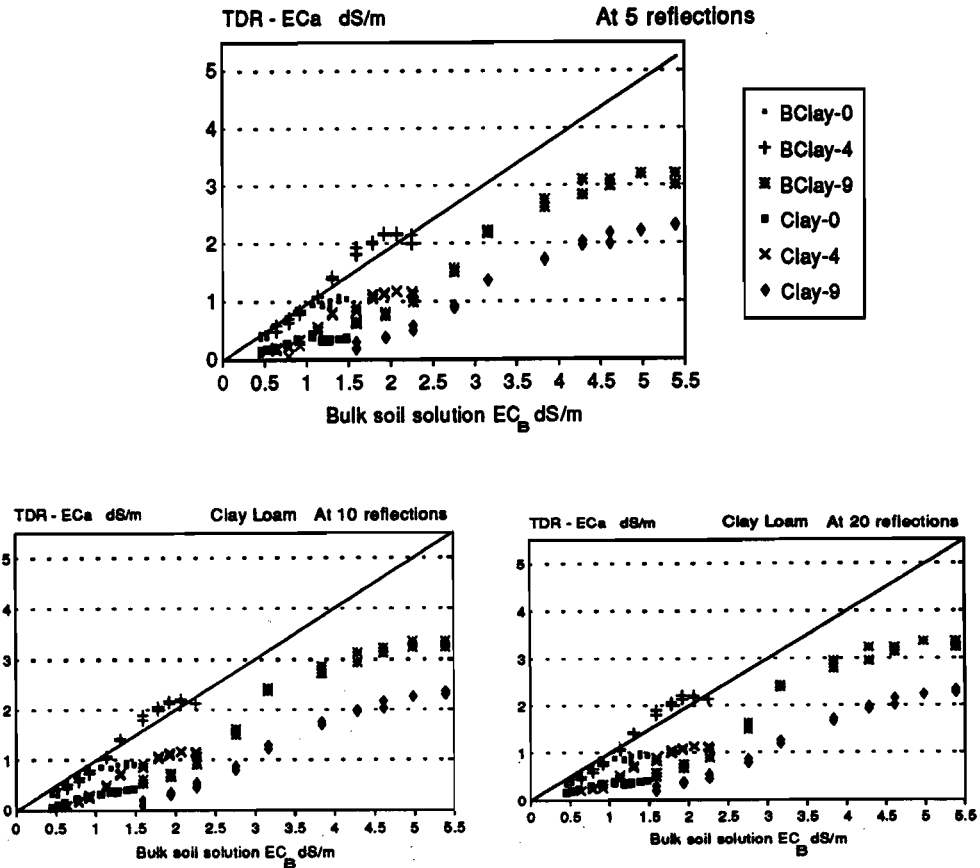 TDR - ECa dS/m At 5 reflections
5
4
3
2
1
0
0 0.5 1 1.5 2 2.5 3 3.5 4 4.5 5 5.5
Bulk soil solution EC_B dS/m
BClay-0
BClay-4
BClay-9
Clay-0
Clay-4
Clay-9
TDR - ECa dS/m Clay Loam At 10 reflections
5
4
3
2
1
0
0 0.5 1 1.5 2 2.5 3 3.5 4 4.5 5 5.5
Bulk soil solution EC_B dS/m
TDR - ECa dS/m Clay Loam At 20 reflections
5
4
3
2
1
0
0 0.5 1 1.5 2 2.5 3 3.5 4 4.5 5 5.5
Bulk soil solution EC_B dS/m